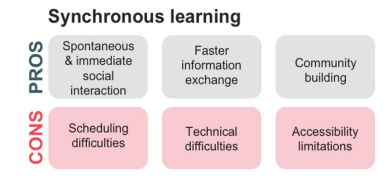 Synchronous learning
PROS
Spontaneous
& immediate
social
interaction
Faster
information
exchange
Community
building
CONS
Scheduling
difficulties
Technical
difficulties
Accessibility
limitations